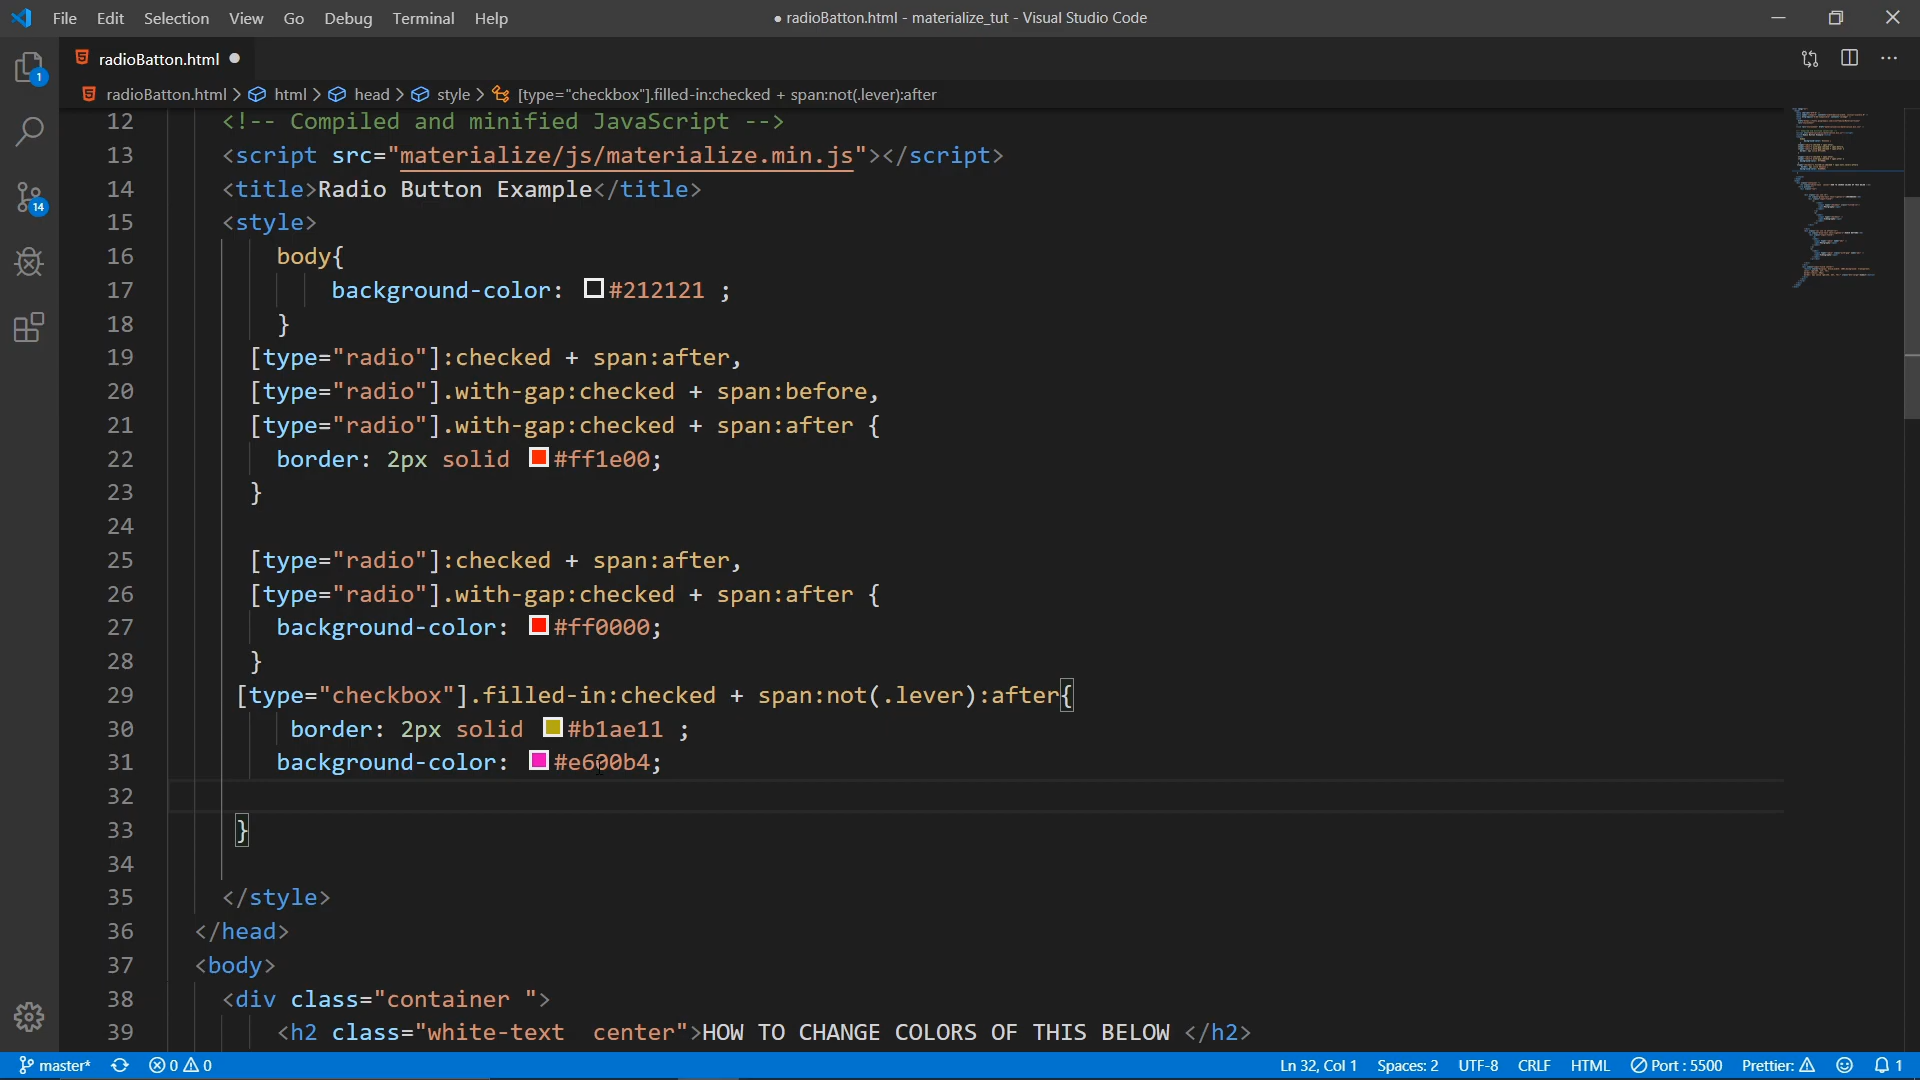 File Edit Selection View Go Debug Terminal Help
● radioBatton.html - materialize_tut - Visual Studio Code
radioBatton.html ●
radioBatton.html > html > head > style > [type="checkbox"].filled-in:checked + span:not(.lever):after
1
14
12 <!-- Compiled and minified JavaScript -->
13 <script src="materialize/js/materialize.min.js"></script>
14 <title>Radio Button Example</title>
15 <style>
16 body{
17 background-color: #212121 ;
18 }
19 [type="radio"]:checked + span:after,
20 [type="radio"].with-gap:checked + span:before,
21 [type="radio"].with-gap:checked + span:after {
22 border: 2px solid #ff1e00;
23 }
24
25 [type="radio"]:checked + span:after,
26 [type="radio"].with-gap:checked + span:after {
27 background-color: #ff0000;
28 }
29 [type="checkbox"].filled-in:checked + span:not(.lever):after{
30 border: 2px solid #b1ae11 ;
31 background-color: #e600b4;
32
33 }
34
35 </style>
36 </head>
37 <body>
38 <div class="container ">
39 <h2 class="white-text  center">HOW TO CHANGE COLORS OF THIS BELOW </h2>
master* 0 0 Ln 32, Col 1 Spaces: 2 UTF-8 CRLF HTML Port : 5500 Prettier: 1